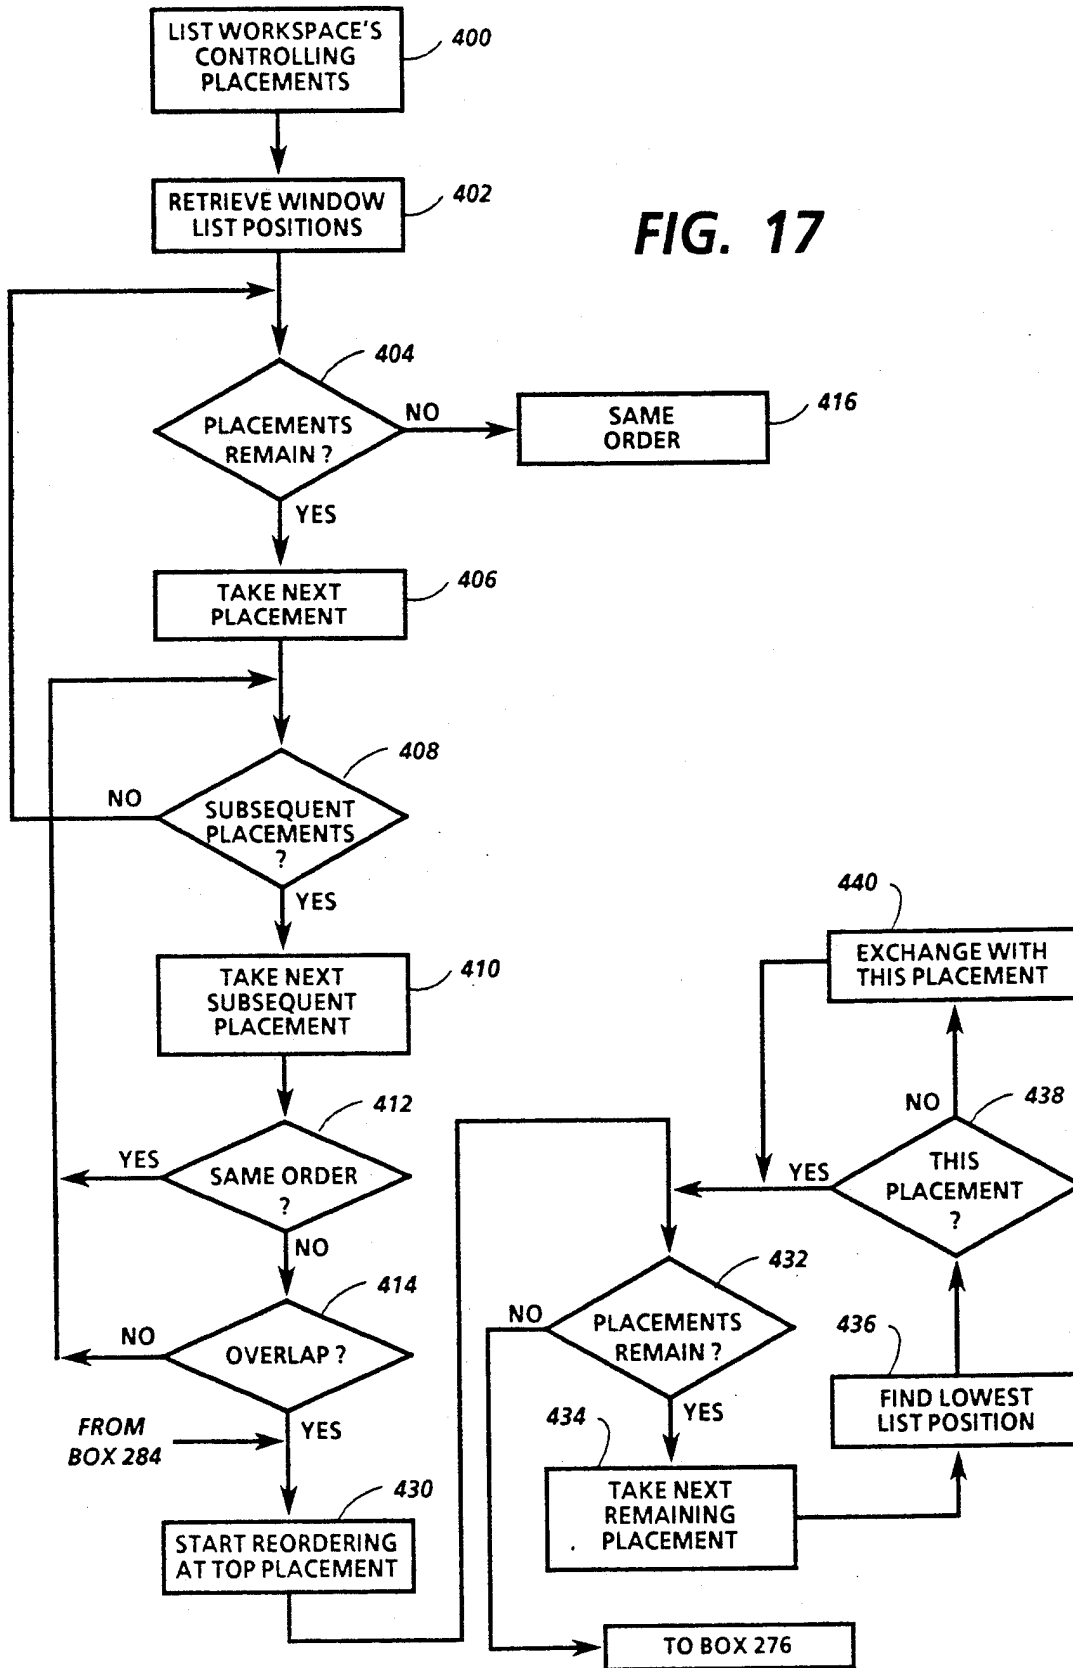 LIST WORKSPACE'S
CONTROLLING
PLACEMENTS
400
RETRIEVE WINDOW
LIST POSITIONS
402
FIG. 17
404
PLACEMENTS
REMAIN ?
NO
SAME
ORDER
416
YES
TAKE NEXT
PLACEMENT
406
408
NO
SUBSEQUENT
PLACEMENTS
?
YES
TAKE NEXT
SUBSEQUENT
PLACEMENT
410
412
YES
SAME ORDER
?
NO
414
NO
OVERLAP ?
YES
FROM
BOX 284
430
START REORDERING
AT TOP PLACEMENT
432
NO
PLACEMENTS
REMAIN ?
YES
434
TAKE NEXT
REMAINING
PLACEMENT
TO BOX 276
436
FIND LOWEST
LIST POSITION
438
THIS
PLACEMENT
?
YES
NO
440
EXCHANGE WITH
THIS PLACEMENT